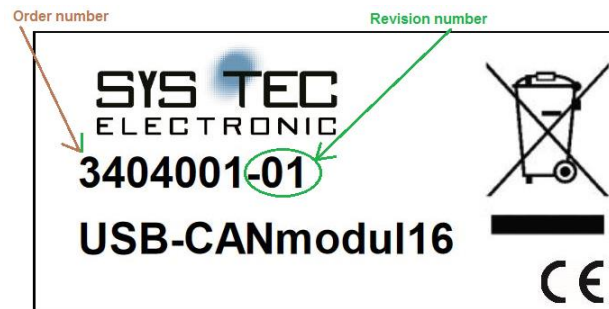 Order number
Revision number
SYS TEC
ELECTRONIC
3404001-01
USB-CANmodul16
CE